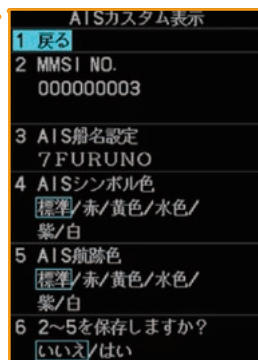 AISカスタム表示
1 戻る
2 MMSI NO.
000000003
3 AIS船名設定
7FURUNO
4 AISシンボル色
標準/赤/黄色/水色/
紫/白
5 AIS航跡色
標準/赤/黄色/水色/
紫/白
6 2~5を保存しますか?
いいえ/はい